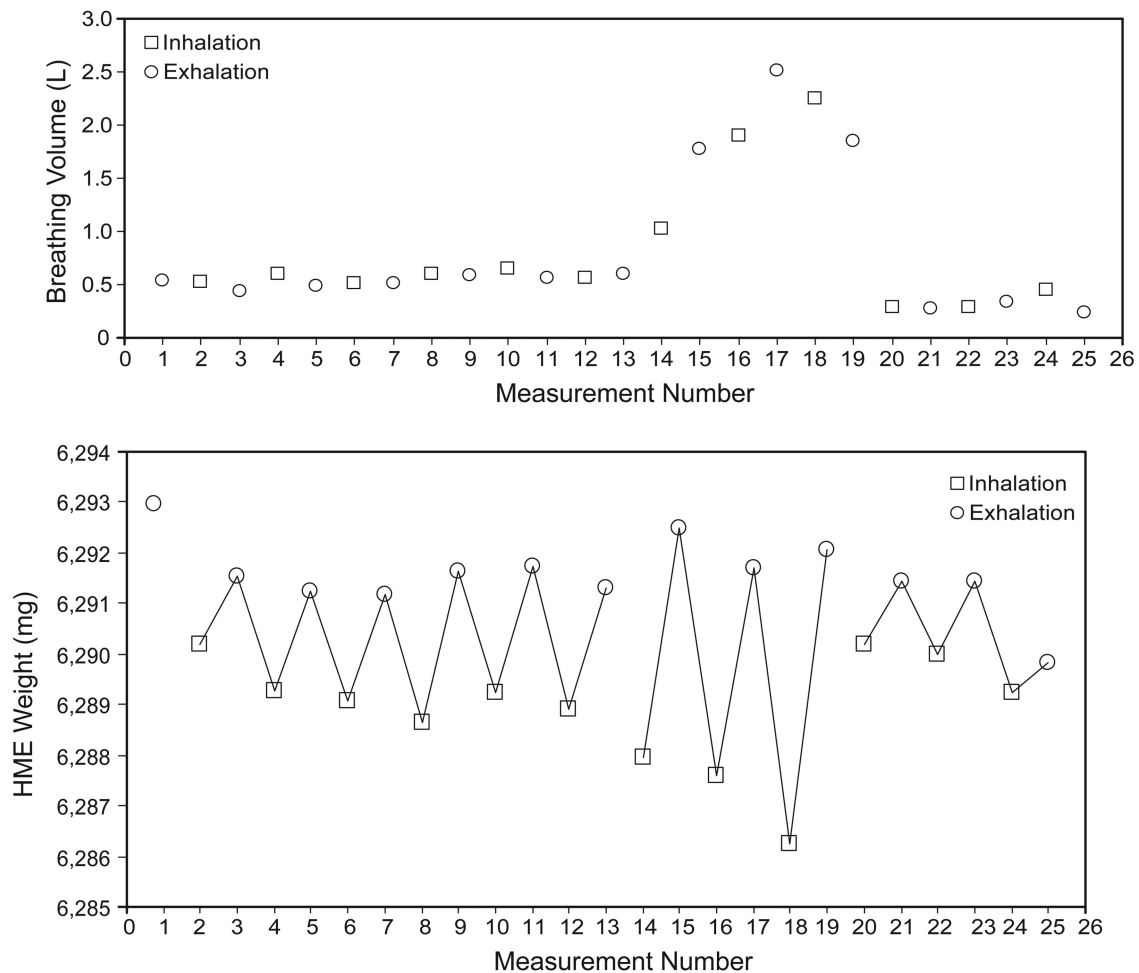 3.0
2.5
2.0
1.5
1.0
0.5
0
Breathing Volume (L)
Inhalation
Exhalation
0 1 2 3 4 5 6 7 8 9 10 11 12 13 14 15 16 17 18 19 20 21 22 23 24 25 26
Measurement Number
6,294
6,293
6,292
6,291
6,290
6,289
6,288
6,287
6,286
6,285
HME Weight (mg)
Inhalation
Exhalation
0 1 2 3 4 5 6 7 8 9 10 11 12 13 14 15 16 17 18 19 20 21 22 23 24 25 26
Measurement Number